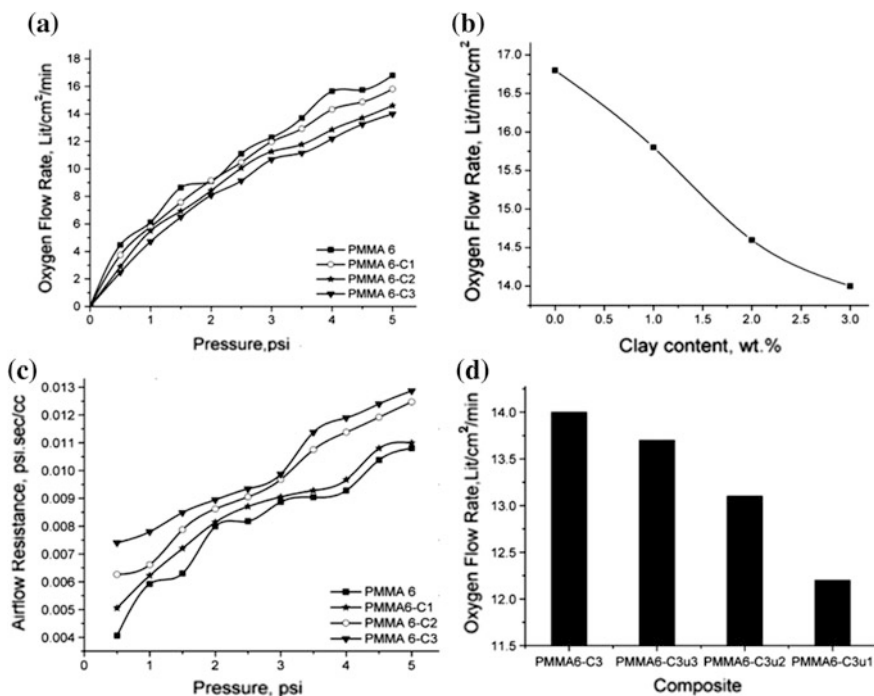 (a)
Oxygen Flow Rate, Lit/cm²/min
18
16
14
12
10
8
6
4
2
0
0 1 2 3 4 5
Pressure,psi
PMMA 6
PMMA 6-C1
PMMA 6-C2
PMMA 6-C3
(b)
Oxygen Flow Rate, Lit/min/cm²
17.0
16.5
16.0
15.5
15.0
14.5
14.0
0.0 0.5 1.0 1.5 2.0 2.5 3.0
Clay content, wt.%
(c)
Airflow Resistance, psi.sec/cc
0.013
0.012
0.011
0.010
0.009
0.008
0.007
0.006
0.005
0.004
0 1 2 3 4 5
Pressure, psi
PMMA 6
PMMA6-C1
PMMA 6-C2
PMMA 6-C3
(d)
Oxygen Flow Rate,Lit/cm²/min
14.0
13.5
13.0
12.5
12.0
11.5
PMMA6-C3 PMMA6-C3u3 PMMA6-C3u2 PMMA6-C3u1
Composite